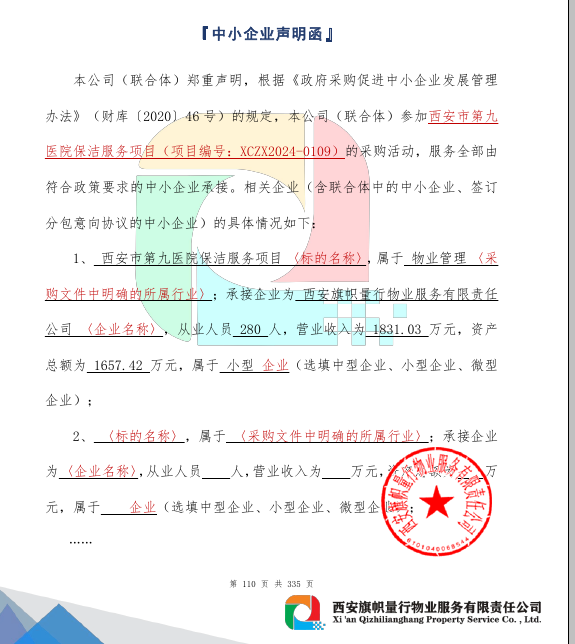 『中小企业声明函』
本公司（联合体）郑重声明，根据《政府采购促进中小企业发展管理
办法》（财库〔2020〕46 号）的规定，本公司（联合体）参加西安市第九
医院保洁服务项目（项目编号：XCZX2024-0109）的采购活动，服务全部由
符合政策要求的中小企业承接。相关企业（含联合体中的中小企业、签订
分包意向协议的中小企业）的具体情况如下：
1、 西安市第九医院保洁服务项目〈标的名称〉，属于 物业管理〈采
购文件中明确的所属行业〉；承接企业为 西安旗帜量行物业服务有限责任
公司 〈企业名称〉，从业人员 280 人，营业收入为 1831.03 万元，资产
总额为 1657.42 万元，属于 小型 企业（选填中型企业、小型企业、微型
企业）；
2、 〈标的名称〉，属于 〈采购文件中明确的所属行业〉；承接企业
为〈企业名称〉，从业人员 人，营业收入为 万元，资产总额为 万
元，属于 企业（选填中型企业、小型企业、微型企业）；
……
西安旗帜量行物业服务有限责任公司
6101040068544
第 110 页 共 335 页
西安旗帜量行物业服务有限责任公司
Xi 'an Qizhilianghang Property Service Co., LTD